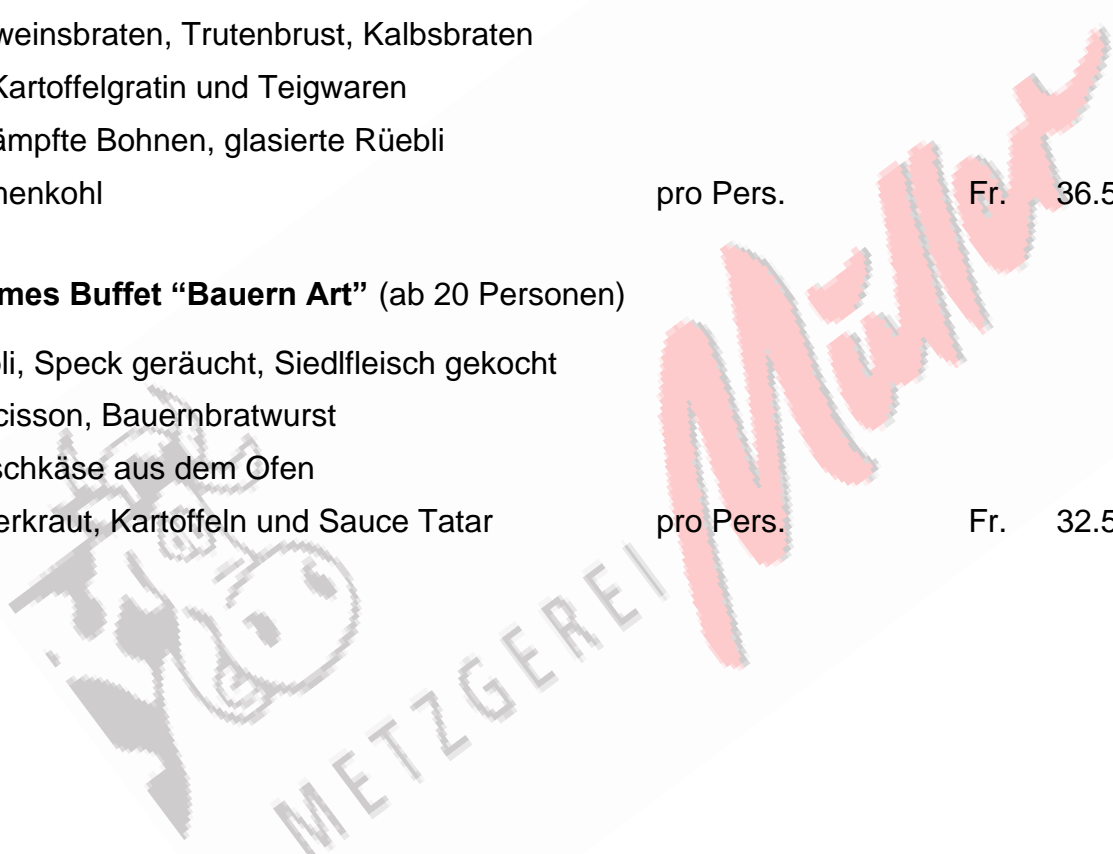 weinsbraten, Trutenbrust, Kalbsbraten
Kartoffelgratin und Teigwaren
ämpfte Bohnen, glasierte Rüebli
nenkohl pro Pers. Fr. 36.5
mes Buffet “Bauern Art” (ab 20 Personen)
li, Speck geräucht, Siedlfleisch gekocht
cisson, Bauernbratwurst
schkäse aus dem Ofen
erkraut, Kartoffeln und Sauce Tatar pro Pers. Fr. 32.5
METZGEREI Müller